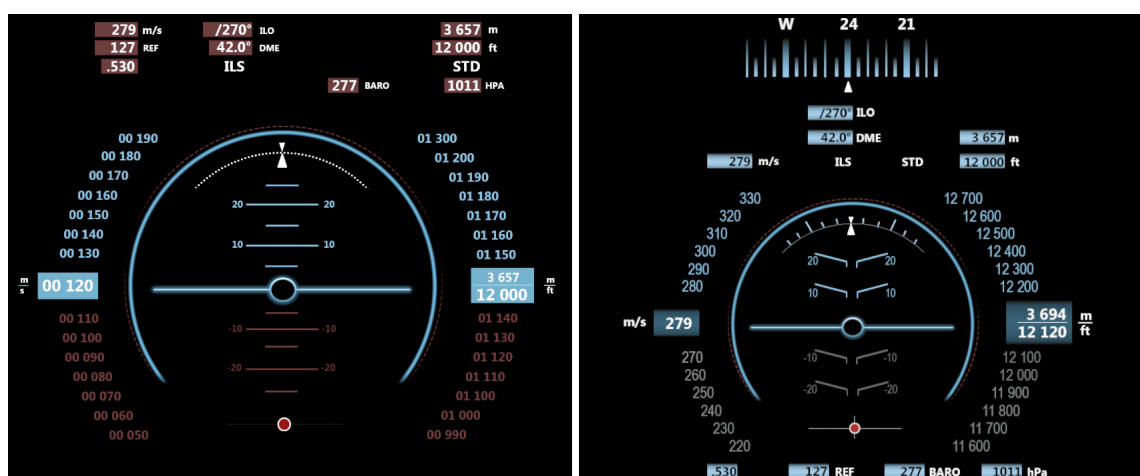 279 m/s /270° ILO 3 657 m
127 REF 42.0° DME 12 000 ft
.530 ILS STD
277 BARO 1011 HPA
00 190 01 300
00 180 01 200
00 170 01 190
00 160 01 180
00 150 20 20 01 170
00 140 01 160
00 130 10 10 01 150
m/s 00 120 3 657 m
12 000 ft
00 110 01 140
00 100 -10 -10 01 130
00 090 01 120
00 080 -20 -20 01 110
00 070 01 100
00 060 01 000
00 050 00 990
W 24 21
/270° ILO
42.0° DME 3 657 m
279 m/s ILS STD 12 000 ft
330 12 700
320 12 600
310 12 500
300 20 20 12 400
290 12 300
280 10 10 12 200
m/s 279 3 694 m
12 120 ft
270 -10 -10 12 100
260 12 000
250 -20 -20 11 900
240 11 800
230 11 700
220 11 600
.530 127 REF 277 BARO 1011 hPa